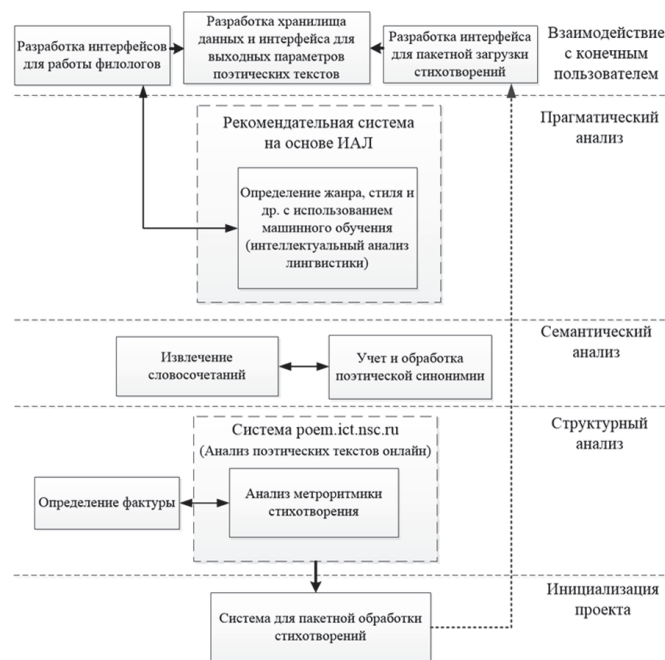 Разработка интерфейсов
для работы филологов
Разработка хранилища
данных и интерфейса для
выходных параметров
поэтических текстов
Разработка интерфейса
для пакетной загрузки
стихотворений
Взаимодействие
с конечным
пользователем
Прагматический
анализ
Рекомендательная система
на основе ИАЛ
Определение жанра, стиля и
др. с использованием
машинного обучения
(интеллектуальный анализ
лингвистики)
Семантический
анализ
Извлечение
словосочетаний
Учет и обработка
поэтической синонимии
Структурный
анализ
Система poem.ict.nsc.ru
(Анализ поэтических текстов онлайн)
Определение фактуры
Анализ метроритмики
стихотворения
Инициализация
проекта
Система для пакетной обработки
стихотворений